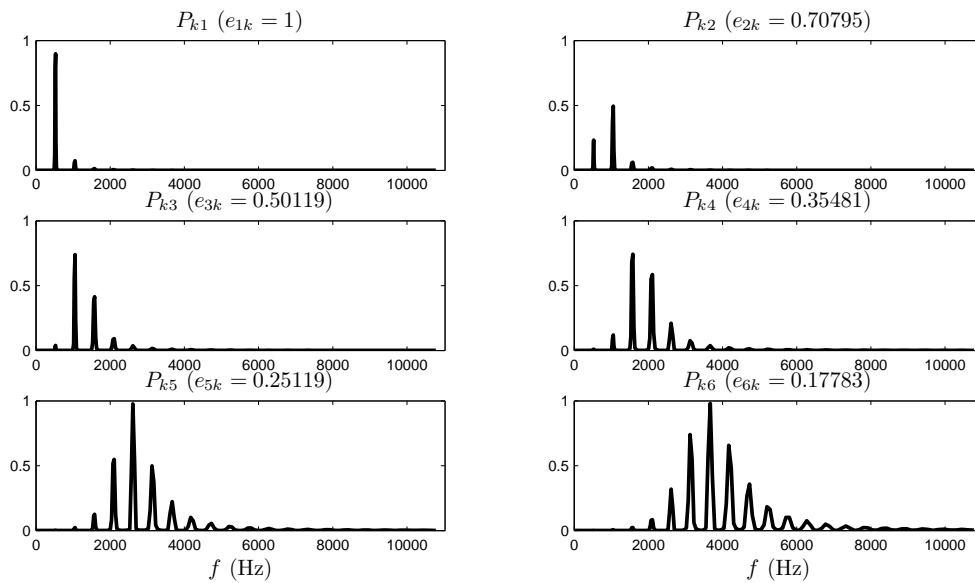 P_{k1} (e_{1k} = 1)
1
0.5
0
0 2000 4000 6000 8000 10000
P_{k2} (e_{2k} = 0.70795)
1
0.5
0
0 2000 4000 6000 8000 10000
P_{k3} (e_{3k} = 0.50119)
1
0.5
0
0 2000 4000 6000 8000 10000
P_{k4} (e_{4k} = 0.35481)
1
0.5
0
0 2000 4000 6000 8000 10000
P_{k5} (e_{5k} = 0.25119)
1
0.5
0
0 2000 4000 6000 8000 10000
f (Hz)
P_{k6} (e_{6k} = 0.17783)
1
0.5
0
0 2000 4000 6000 8000 10000
f (Hz)